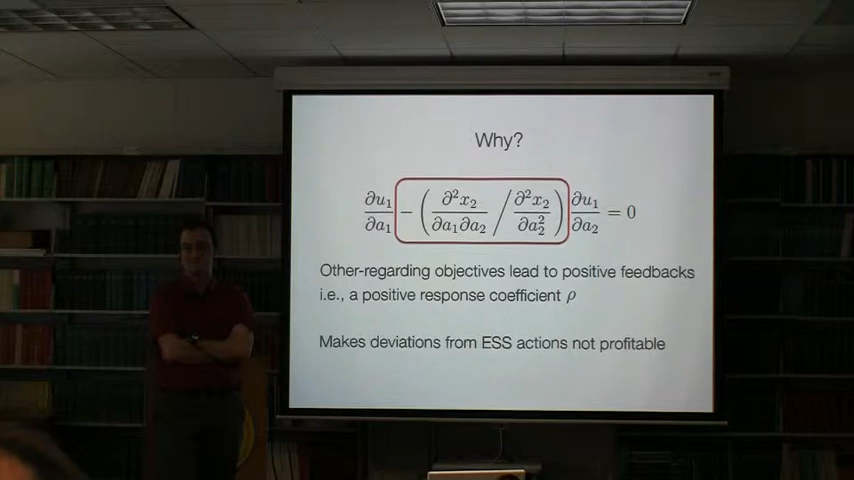 Why?
∂u₁/∂a₁ − (∂²x₂/∂a₁∂a₂ / ∂²x₂/∂a₂²) ∂u₁/∂a₂ = 0
Other-regarding objectives lead to positive feedbacks
i.e., a positive response coefficient ρ
Makes deviations from ESS actions not profitable